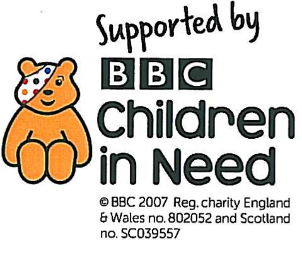 Supported by
BBC
Children
in Need
© BBC 2007 Reg. charity England
& Wales no. 802052 and Scotland
no. SC039557